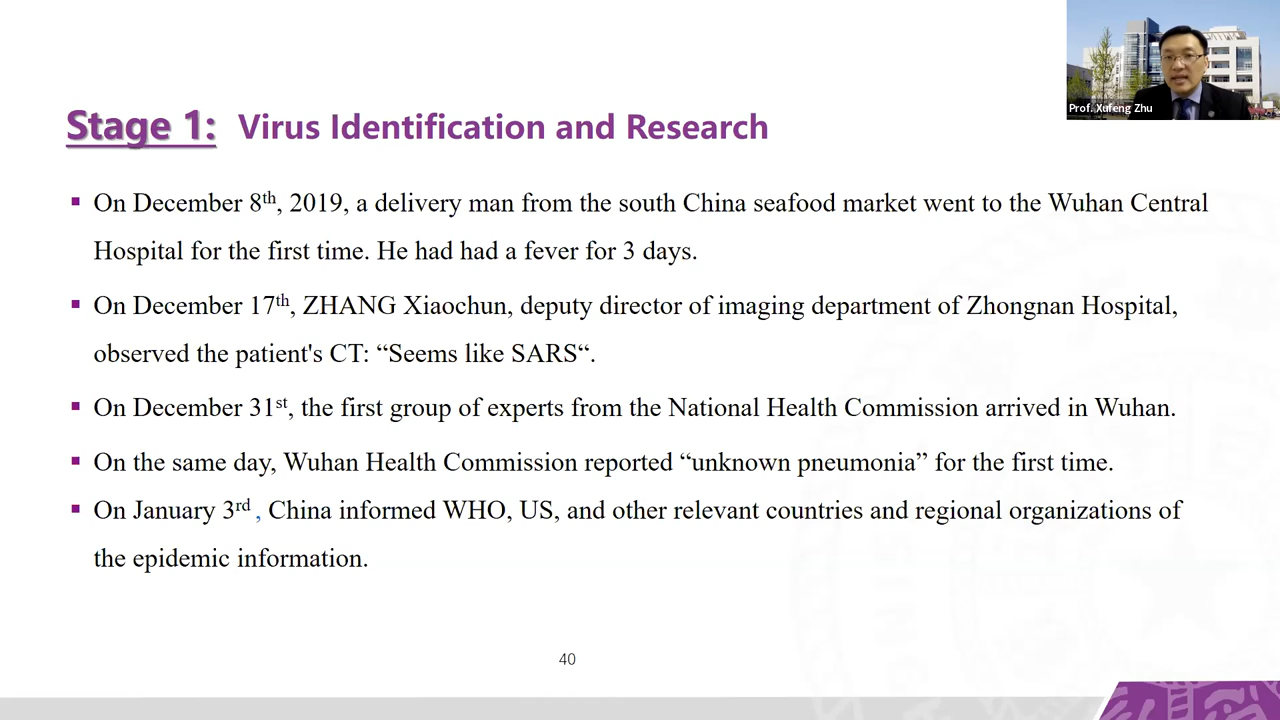 Prof. Xufeng Zhu
Stage 1: Virus Identification and Research
▪ On December 8th, 2019, a delivery man from the south China seafood market went to the Wuhan Central
Hospital for the first time. He had had a fever for 3 days.
▪ On December 17th, ZHANG Xiaochun, deputy director of imaging department of Zhongnan Hospital,
observed the patient's CT: “Seems like SARS“.
▪ On December 31st, the first group of experts from the National Health Commission arrived in Wuhan.
▪ On the same day, Wuhan Health Commission reported “unknown pneumonia” for the first time.
▪ On January 3rd , China informed WHO, US, and other relevant countries and regional organizations of
the epidemic information.
40